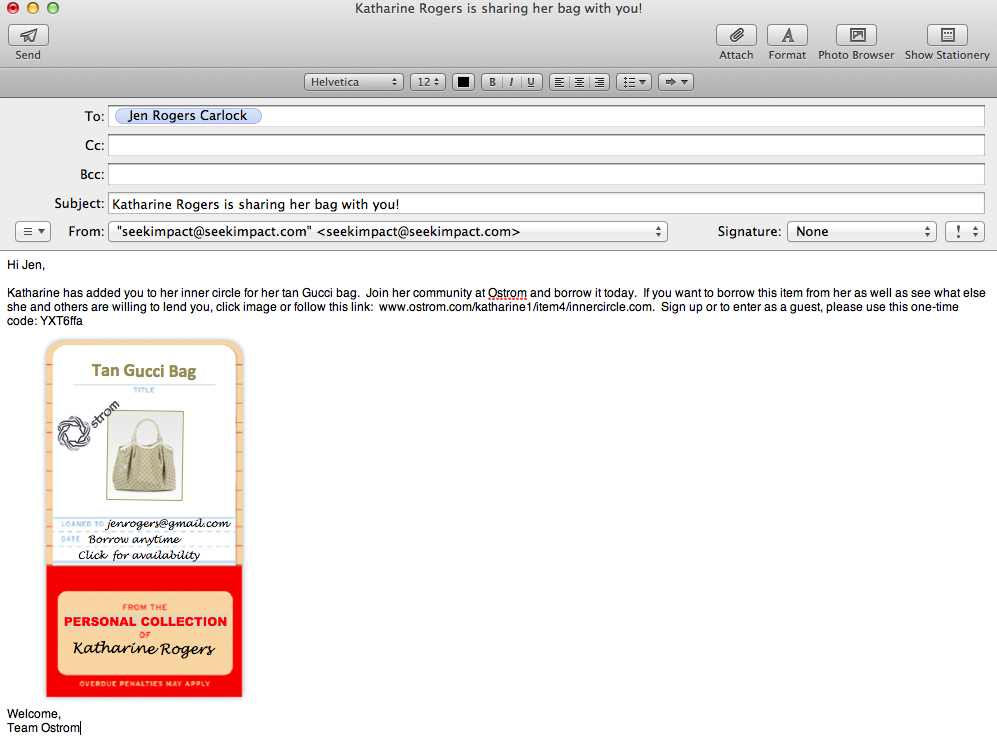 Katharine Rogers is sharing her bag with you!
Send
Attach
Format
Photo Browser
Show Stationery
Helvetica
12
B I U
To: Jen Rogers Carlock
Cc:
Bcc:
Subject: Katharine Rogers is sharing her bag with you!
From: "seekimpact@seekimpact.com" <seekimpact@seekimpact.com>
Signature: None
!
Hi Jen,
Katharine has added you to her inner circle for her tan Gucci bag. Join her community at Ostrom and borrow it today. If you want to borrow this item from her as well as see what else
she and others are willing to lend you, click image or follow this link: www.ostrom.com/katharine1/item4/innercircle.com. Sign up or to enter as a guest, please use this one-time
code: YXT6ffa
Tan Gucci Bag
TITLE
strom
LOANED TO jenrogers@gmail.com
DATE Borrow anytime
Click for availability
FROM THE
PERSONAL COLLECTION
OF
Katharine Rogers
OVERDUE PENALTIES MAY APPLY
Welcome,
Team Ostrom